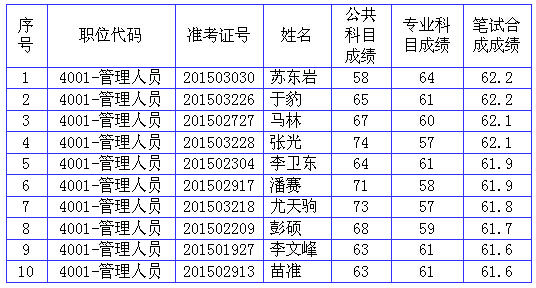 序号 职位代码 准考证号 姓名 公共科目成绩 专业科目成绩 笔试合成成绩
1 4001-管理人员 201503030 苏东岩 58 64 62.2
2 4001-管理人员 201503226 于豹 65 61 62.2
3 4001-管理人员 201502727 马林 67 60 62.1
4 4001-管理人员 201503228 张光 74 57 62.1
5 4001-管理人员 201502304 李卫东 64 61 61.9
6 4001-管理人员 201502917 潘赛 71 58 61.9
7 4001-管理人员 201503218 尤天驹 73 57 61.8
8 4001-管理人员 201502209 彭硕 68 59 61.7
9 4001-管理人员 201501927 李文峰 63 61 61.6
10 4001-管理人员 201502913 苗准 63 61 61.6